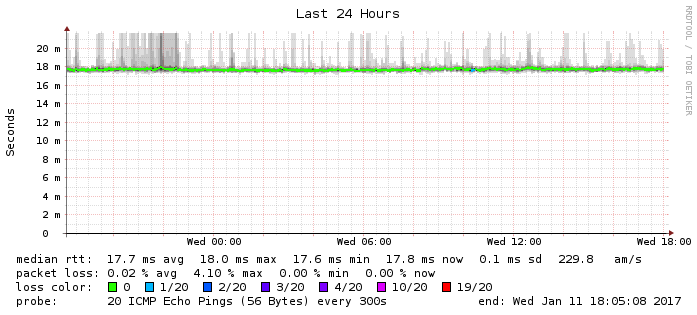 Last 24 Hours
RRDTOOL / TOBI OETIKER
Seconds
20 m
18 m
16 m
14 m
12 m
10 m
8 m
6 m
4 m
2 m
0
Wed 00:00 Wed 06:00 Wed 12:00 Wed 18:00
median rtt: 17.7 ms avg 18.0 ms max 17.6 ms min 17.8 ms now 0.1 ms sd 229.8 am/s
packet loss: 0.02 % avg 4.10 % max 0.00 % min 0.00 % now
loss color: 0 1/20 2/20 3/20 4/20 10/20 19/20
probe: 20 ICMP Echo Pings (56 Bytes) every 300s end: Wed Jan 11 18:05:08 2017